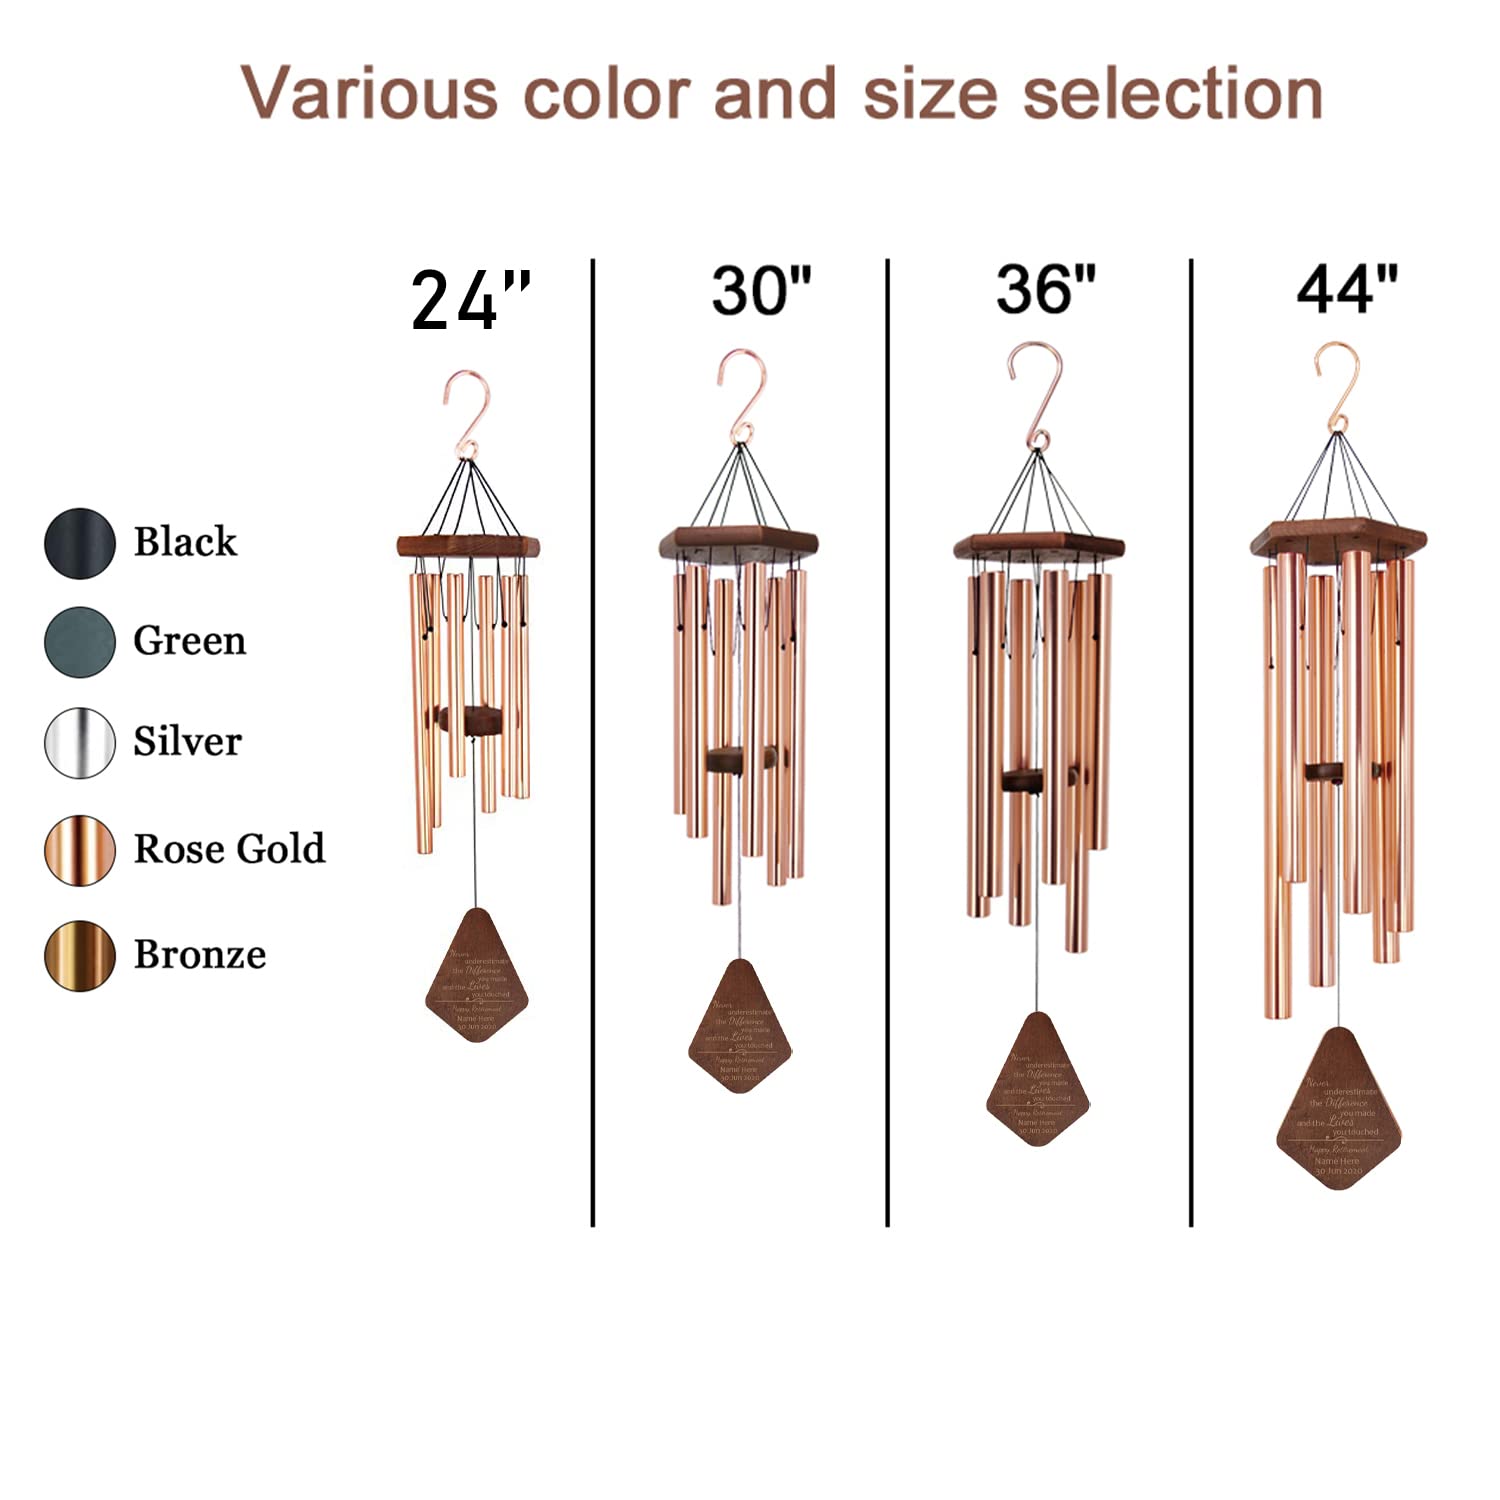 Various color and size selection
24”
30"
36"
44"
Black
Green
Silver
Rose Gold
Bronze
Never
underestimate
the Difference
you made
and the Lives
you touched
Happy Retirement
Name Here
30 Jun 2020
Never
underestimate
the Difference
you made
and the Lives
you touched
Happy Retirement
Name Here
30 Jun 2020
Never
underestimate
the Difference
you made
and the Lives
you touched
Happy Retirement
Name Here
30 Jun 2020
Never
underestimate
the Difference
you made
and the Lives
you touched
Happy Retirement
Name Here
30 Jun 2020